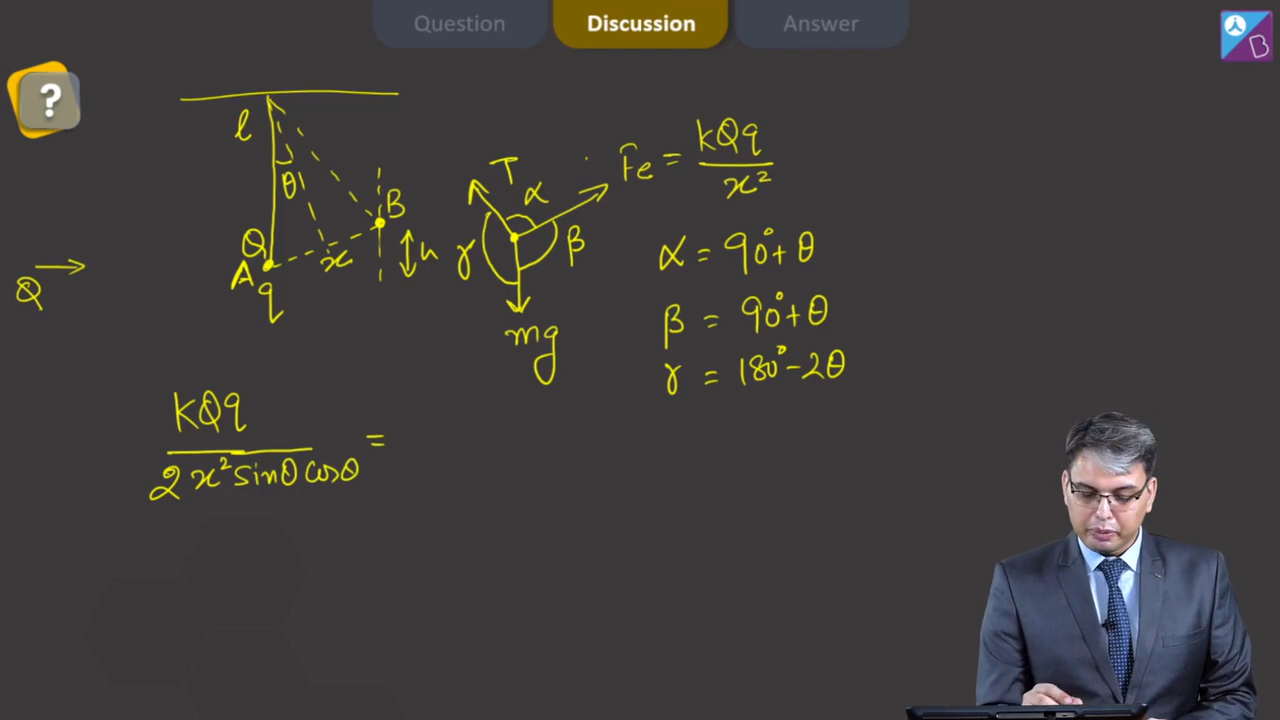 Question Discussion Answer
?
l
θ
B
Q
A
x
h
q
Q
T
α
γ
β
mg
Fe = kQq / x²
α = 90° + θ
β = 90° + θ
γ = 180° - 2θ
kQq / 2x² sinθ cosθ =
B